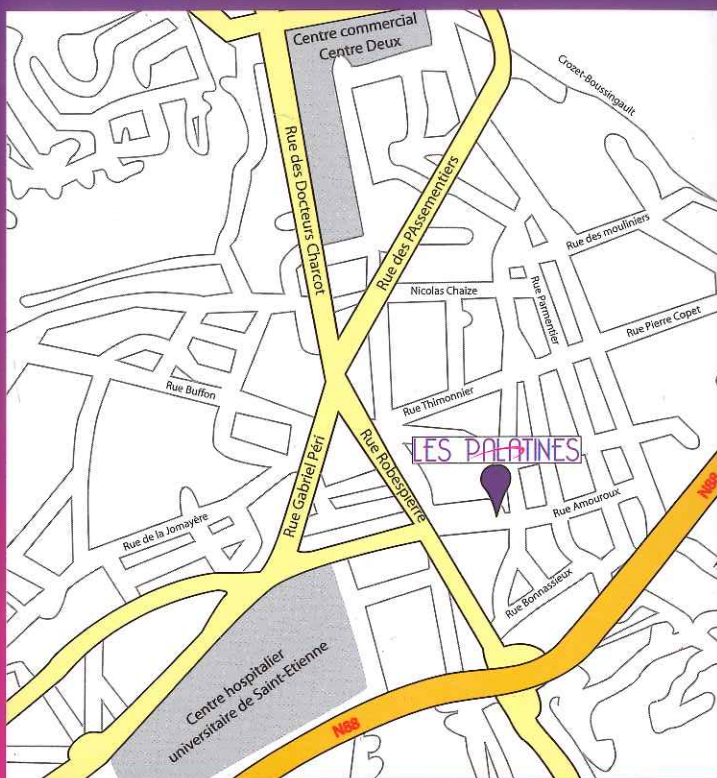 Centre commercial
Centre Deux
Crozet-Boussingault
Rue des Docteurs Charcot
Rue des PAssementiers
Rue des mouliniers
Nicolas Chaize
Rue Parmentier
Rue Pierre Copet
Rue Buffon
Rue Thimonnier
LES PALATINES
Rue Gabriel Péri
Rue Robespierre
N88
Rue Amouroux
Rue de la Jomayère
Rue Bonnassieux
Centre hospitalier
universitaire de Saint-Etienne
N88